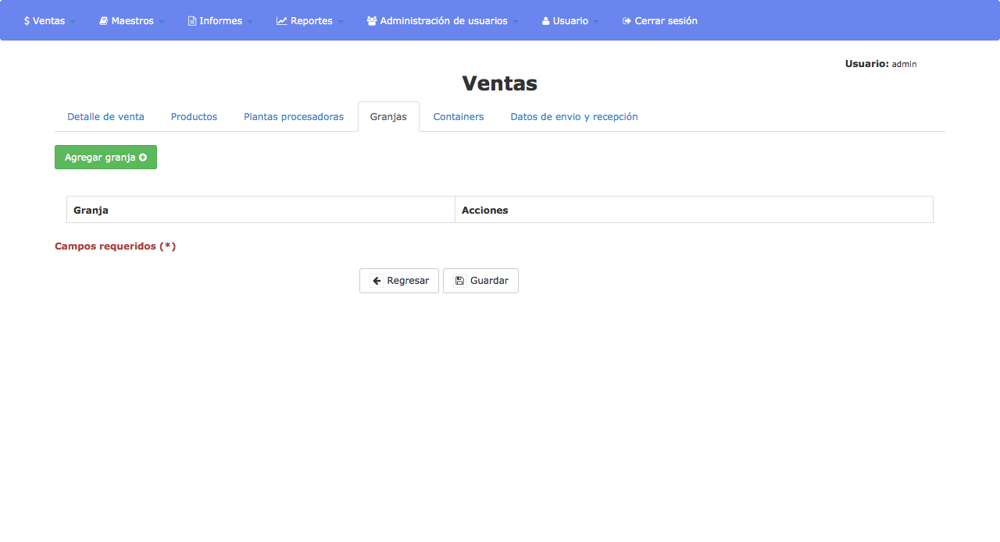 $ Ventas Maestros Informes Reportes Administración de usuarios Usuario Cerrar sesión
Usuario: admin
Ventas
Detalle de venta Productos Plantas procesadoras Granjas Containers Datos de envio y recepción
Agregar granja
Granja Acciones
Campos requeridos (*)
Regresar Guardar